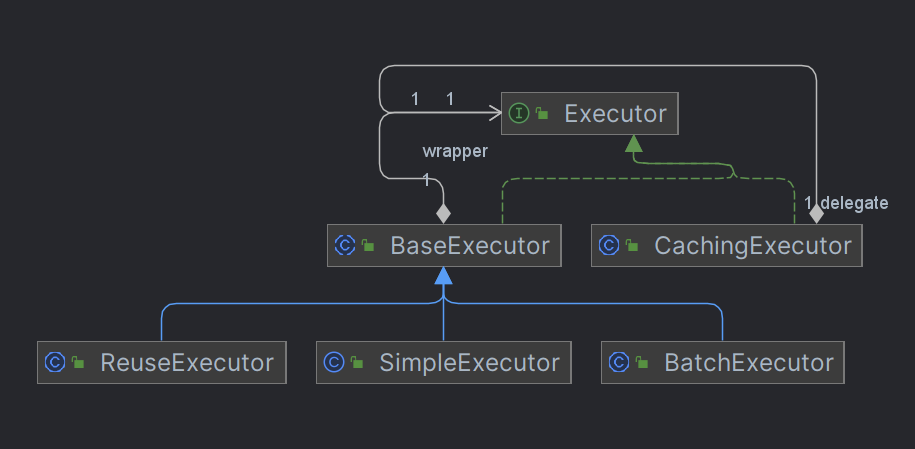 1 1
I Executor
wrapper
1
1 delegate
C BaseExecutor
C CachingExecutor
C ReuseExecutor
C SimpleExecutor
C BatchExecutor